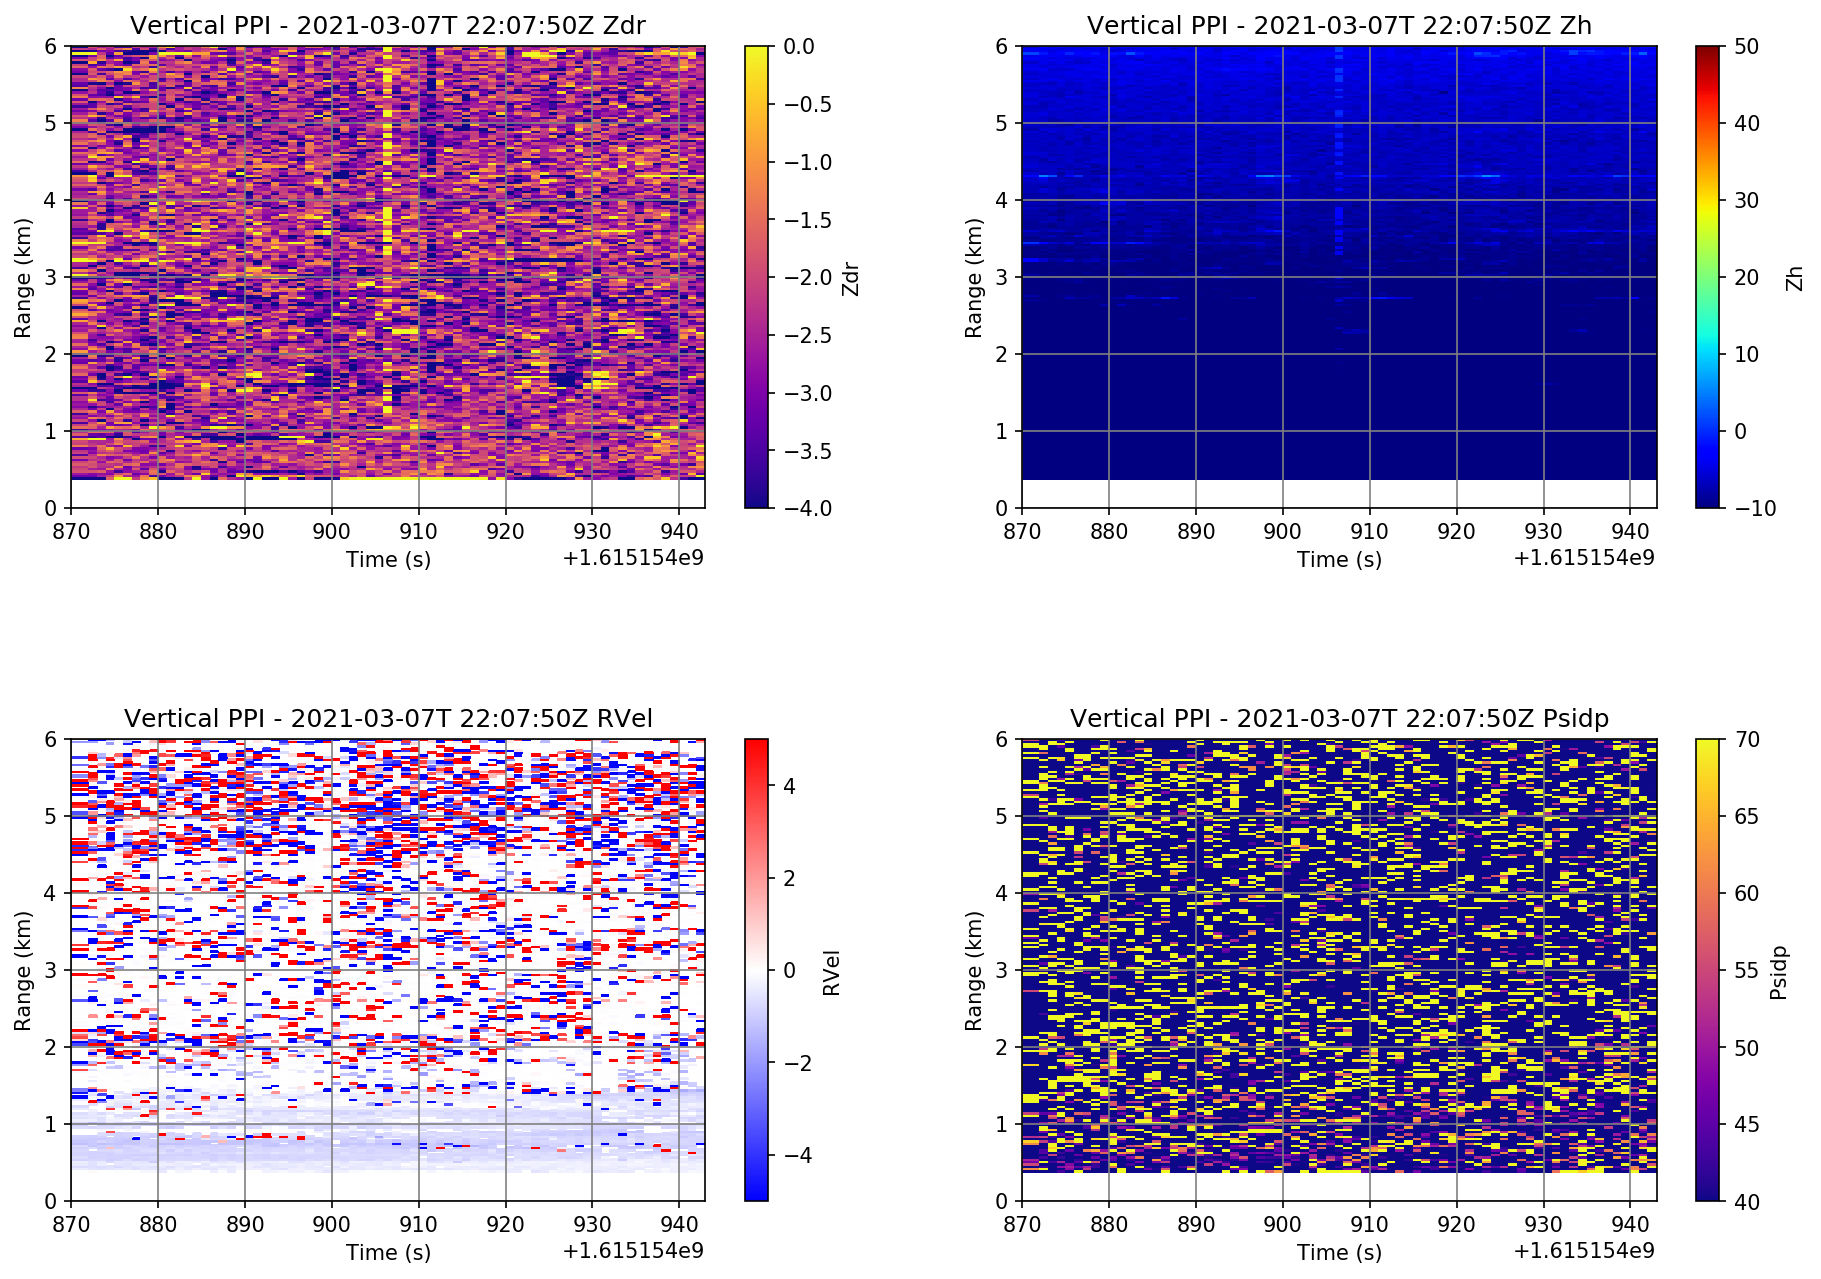 Vertical PPI - 2021-03-07T 22:07:50Z Zdr
6
5
4
3
2
1
0
Range (km)
870 880 890 900 910 920 930 940
Time (s)
+1.615154e9
0.0
−0.5
−1.0
−1.5
−2.0
−2.5
−3.0
−3.5
−4.0
Zdr
Vertical PPI - 2021-03-07T 22:07:50Z Zh
6
5
4
3
2
1
0
Range (km)
870 880 890 900 910 920 930 940
Time (s)
+1.615154e9
50
40
30
20
10
0
−10
Zh
Vertical PPI - 2021-03-07T 22:07:50Z RVel
6
5
4
3
2
1
0
Range (km)
870 880 890 900 910 920 930 940
Time (s)
+1.615154e9
4
2
0
−2
−4
RVel
Vertical PPI - 2021-03-07T 22:07:50Z Psidp
6
5
4
3
2
1
0
Range (km)
870 880 890 900 910 920 930 940
Time (s)
+1.615154e9
70
65
60
55
50
45
40
Psidp